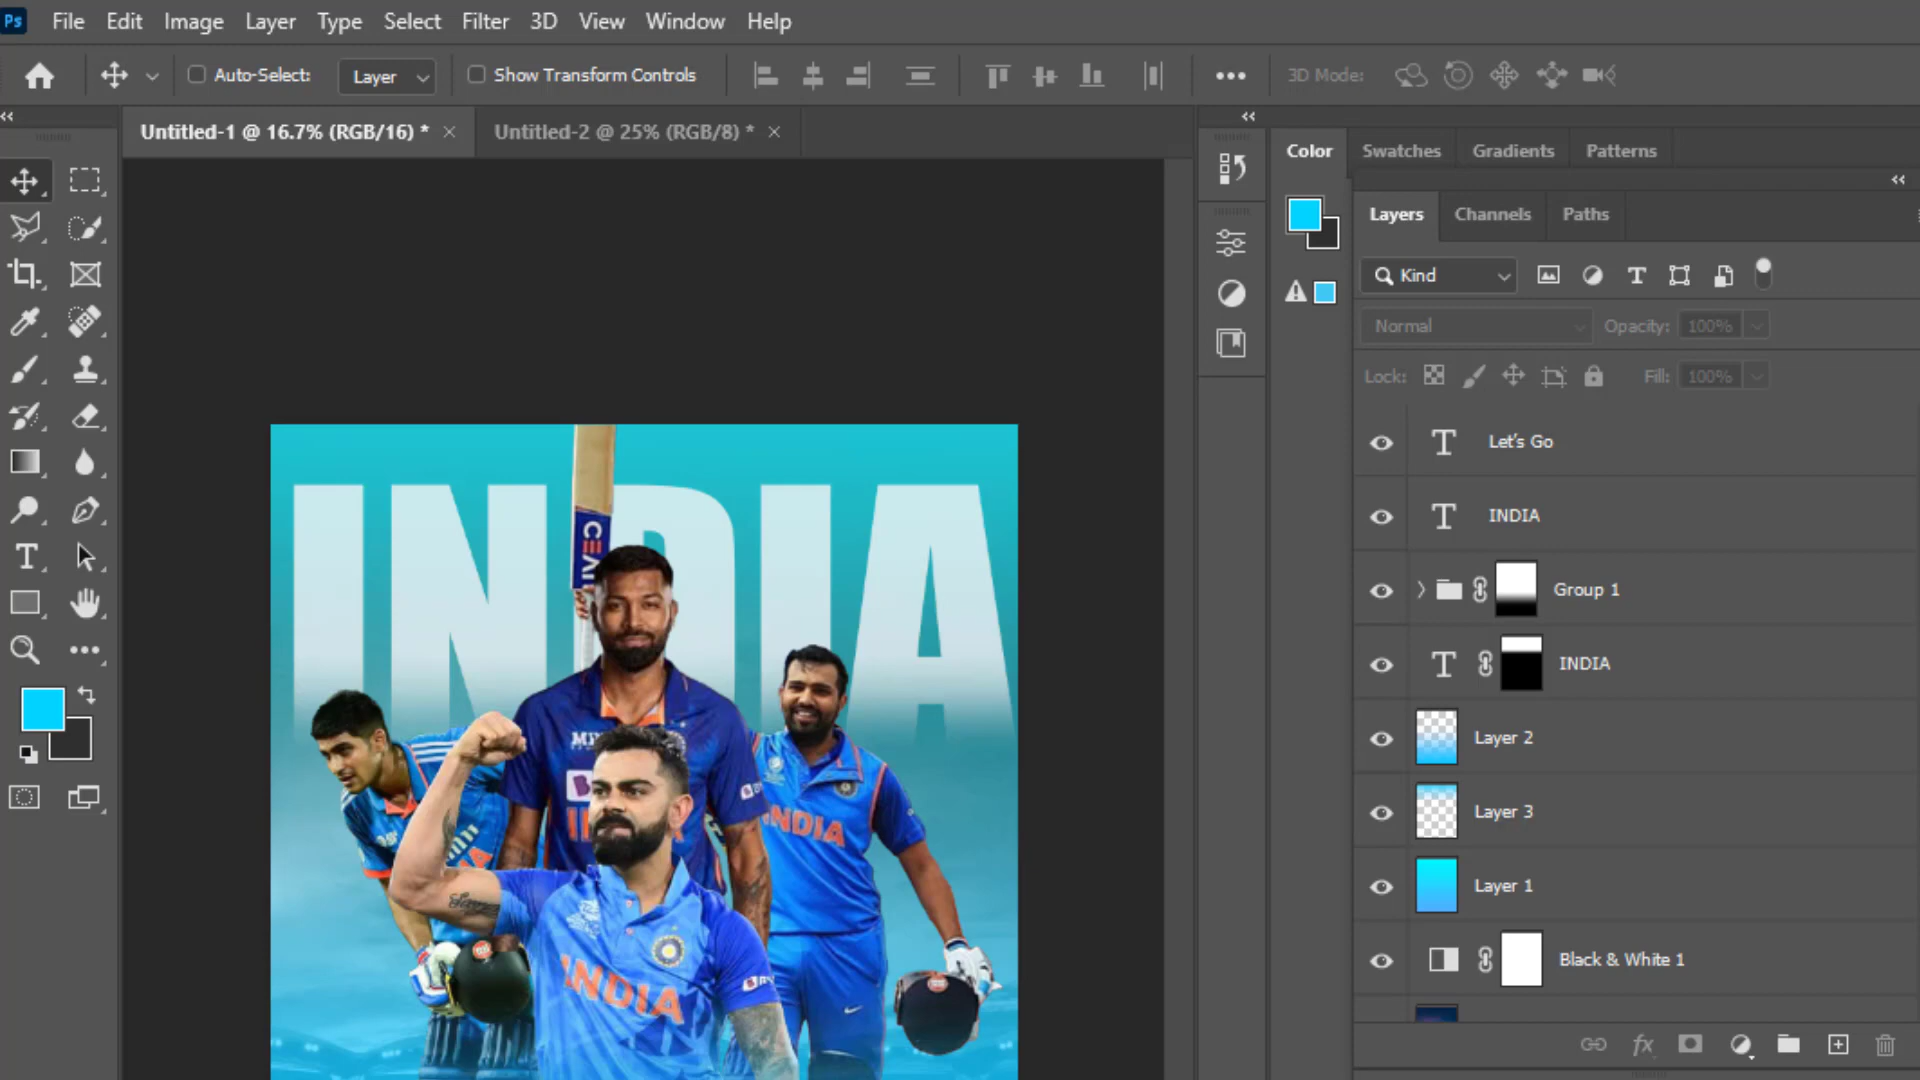 Ps File Edit Image Layer Type Select Filter 3D View Window Help
Auto-Select: Layer Show Transform Controls 3D Mode:
Untitled-1 @ 16.7% (RGB/16) * Untitled-2 @ 25% (RGB/8) *
Color Swatches Gradients Patterns
Layers Channels Paths
Kind
Normal Opacity: 100%
Lock: Fill: 100%
Let's Go
INDIA
Group 1
INDIA
Layer 2
Layer 3
Layer 1
Black & White 1
fx
INDIA
INDIA
INDIA